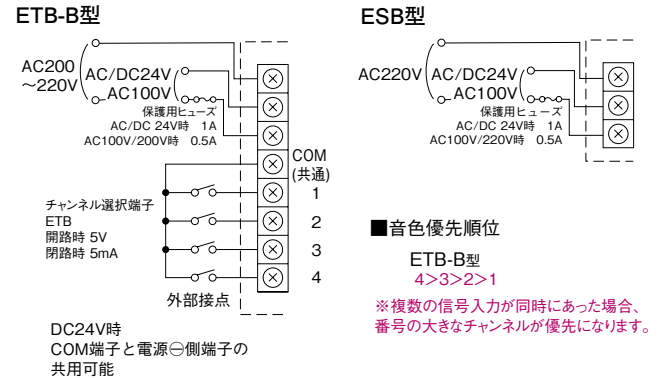 ETB-B型
AC200
～220V
AC/DC24V
AC100V
保護用ヒューズ
AC/DC 24V時 1A
AC100V/200V時 0.5A
COM
(共通)
1
2
3
4
チャンネル選択端子
ETB
開路時 5V
閉路時 5mA
外部接点
DC24V時
COM端子と電源⊖側端子の
共用可能
ESB型
AC220V
AC/DC24V
AC100V
保護用ヒューズ
AC/DC 24V時 1A
AC100V/220V時 0.5A
■音色優先順位
ETB-B型
4>3>2>1
※複数の信号入力が同時にあった場合、
番号の大きなチャンネルが優先になります。